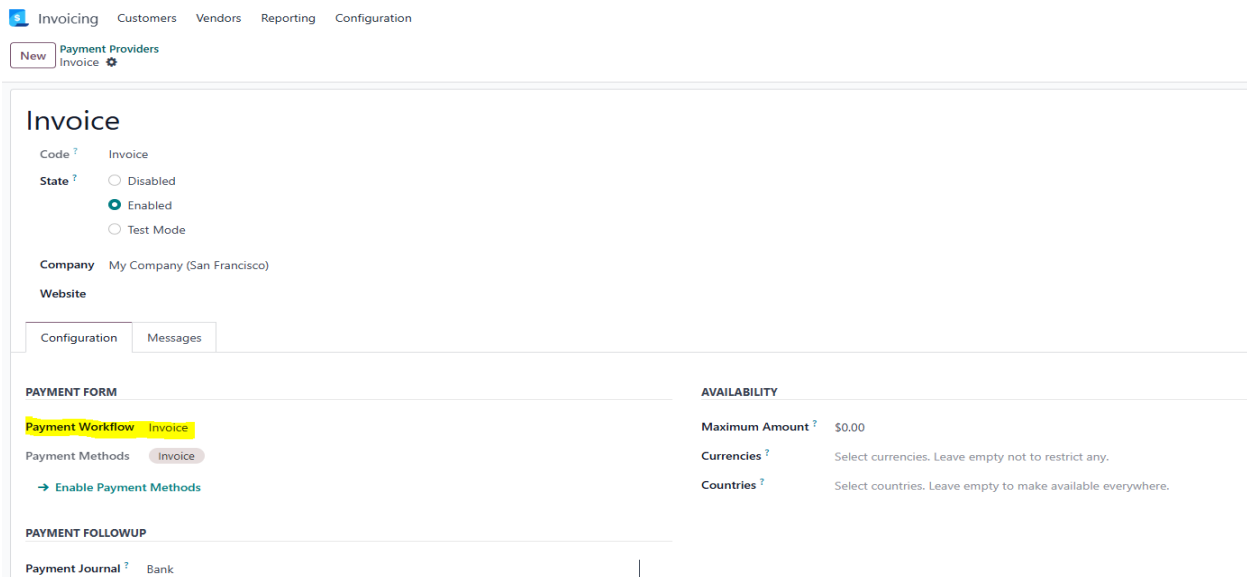 Invoicing Customers Vendors Reporting Configuration
New Payment Providers
Invoice
Invoice
Code ? Invoice
State ? Disabled
Enabled
Test Mode
Company My Company (San Francisco)
Website
Configuration Messages
PAYMENT FORM
Payment Workflow Invoice
Payment Methods Invoice
→ Enable Payment Methods
AVAILABILITY
Maximum Amount ? $0.00
Currencies ? Select currencies. Leave empty not to restrict any.
Countries ? Select countries. Leave empty to make available everywhere.
PAYMENT FOLLOWUP
Payment Journal ? Bank